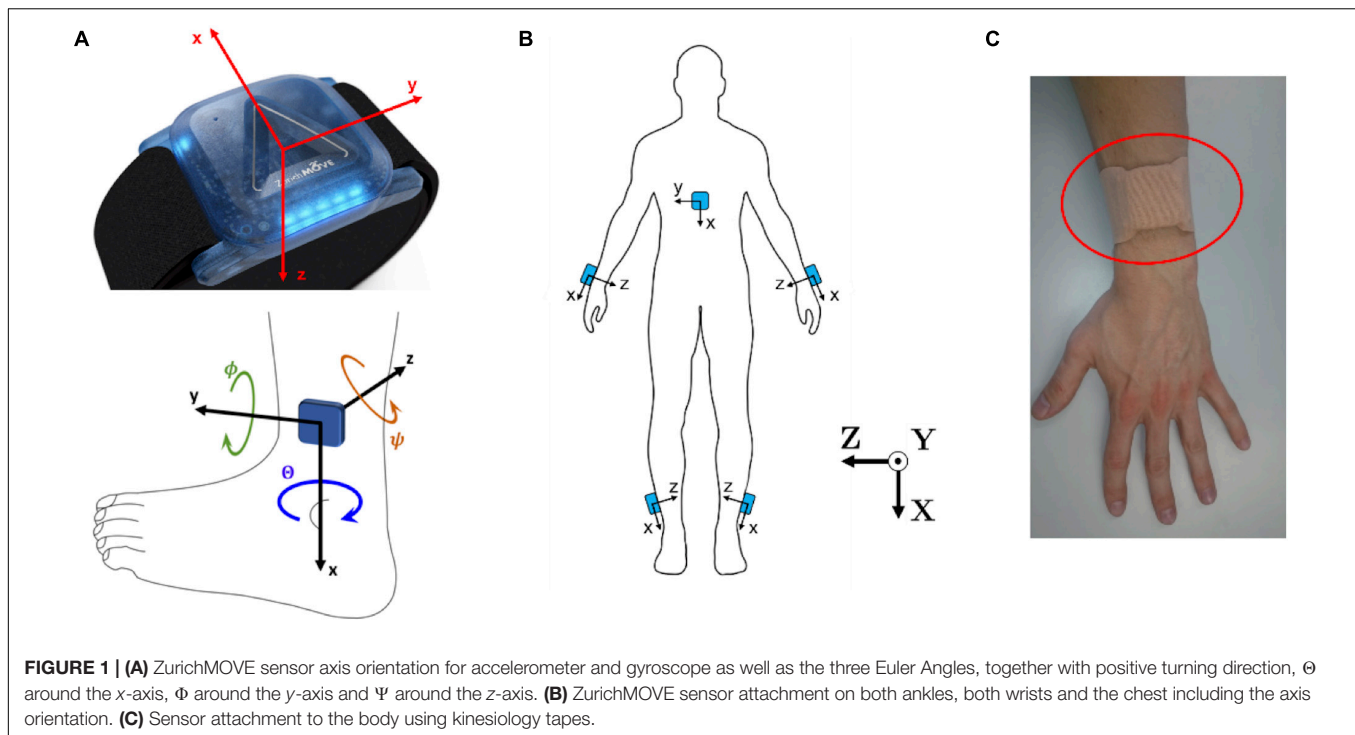 A
x
y
z
ZurichMOVE
B
y
x
x
z
z
x
z
x
z
x
Z
Y
X
C
ϕ
z
y
ψ
Θ
x
FIGURE 1 | (A) ZurichMOVE sensor axis orientation for accelerometer and gyroscope as well as the three Euler Angles, together with positive turning direction, Θ
around the x-axis, Φ around the y-axis and Ψ around the z-axis. (B) ZurichMOVE sensor attachment on both ankles, both wrists and the chest including the axis
orientation. (C) Sensor attachment to the body using kinesiology tapes.